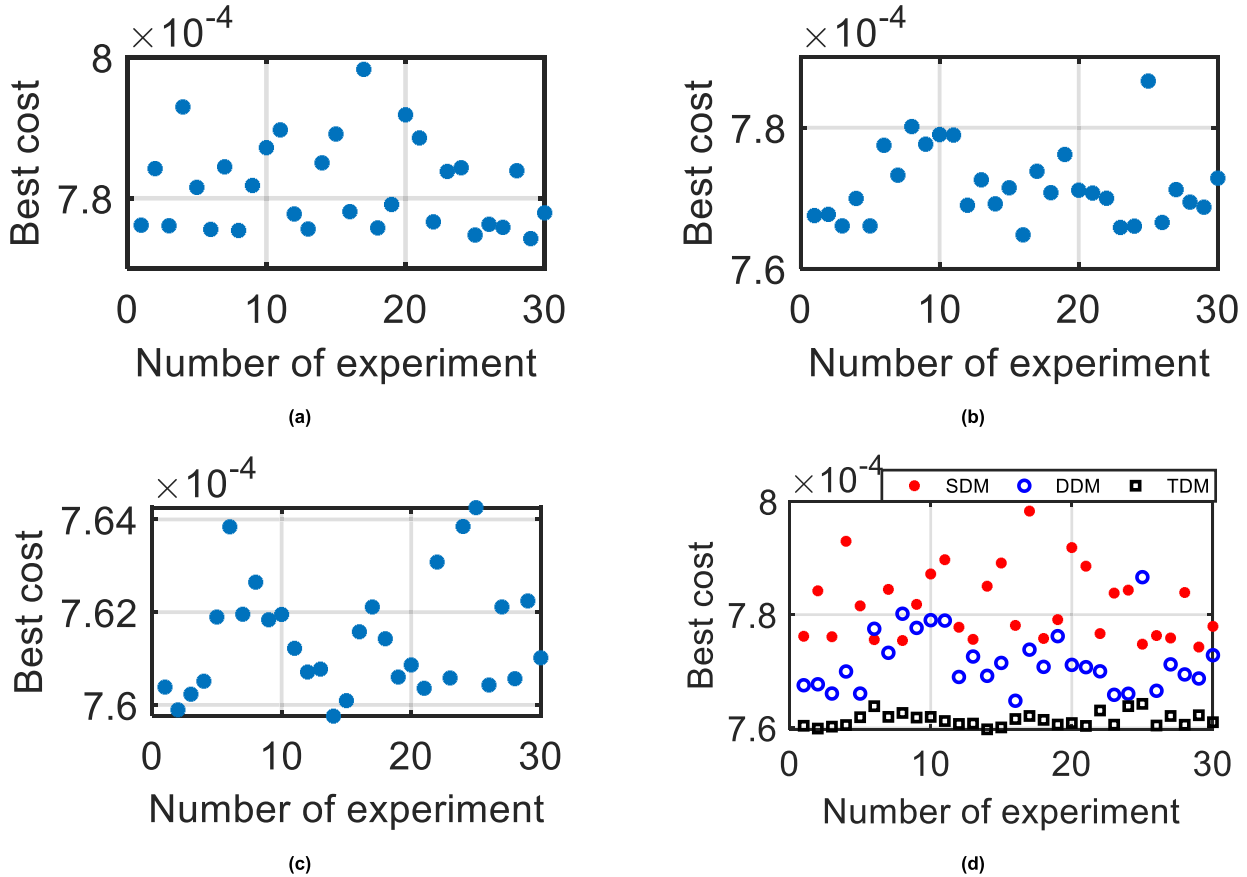 × 10⁻⁴
8
7.8
Best cost
0 10 20 30
Number of experiment
(a)
× 10⁻⁴
7.8
7.6
Best cost
0 10 20 30
Number of experiment
(b)
× 10⁻⁴
7.64
7.62
7.6
Best cost
0 10 20 30
Number of experiment
(c)
× 10⁻⁴
SDM DDM TDM
8
7.8
7.6
Best cost
0 10 20 30
Number of experiment
(d)